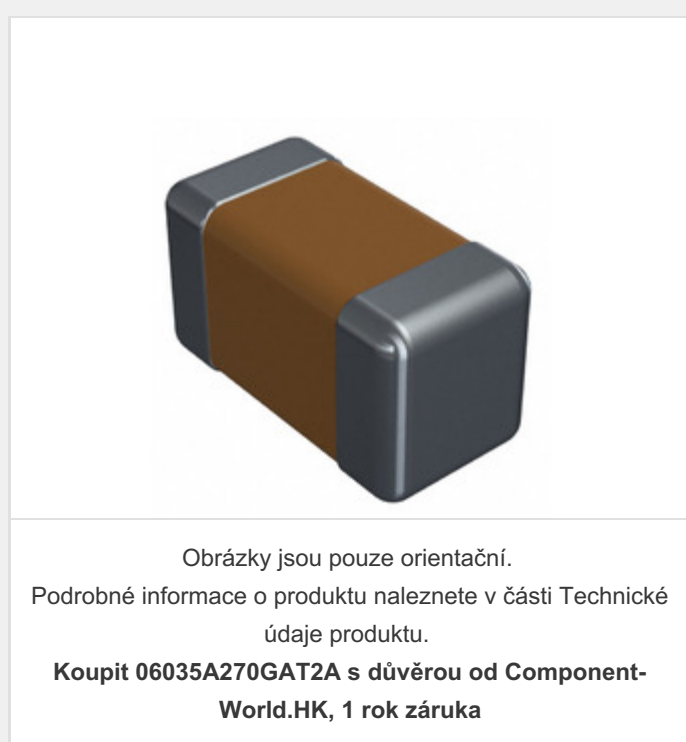 Obrázky jsou pouze orientační.
Podrobné informace o produktu naleznete v části Technické
údaje produktu.
Koupit 06035A270GAT2A s důvěrou od Component-
World.HK, 1 rok záruka